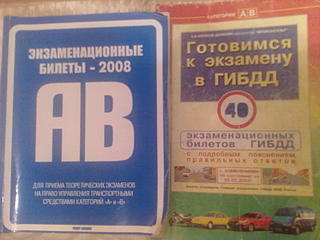 ЭКЗАМЕНАЦИОННЫЕ
БИЛЕТЫ - 2008
АВ
ДЛЯ ПРИЕМА ТЕОРЕТИЧЕСКИХ ЭКЗАМЕНОВ
НА ПРАВО УПРАВЛЕНИЯ ТРАНСПОРТНЫМИ
СРЕДСТВАМИ КАТЕГОРИЙ «А» и «В»
КАТЕГОРИИ АВ
Готовимся
к экзамену
в ГИБДД
40
экзаменационных
билетов ГИБДД
с подробным пояснением
правильных ответов